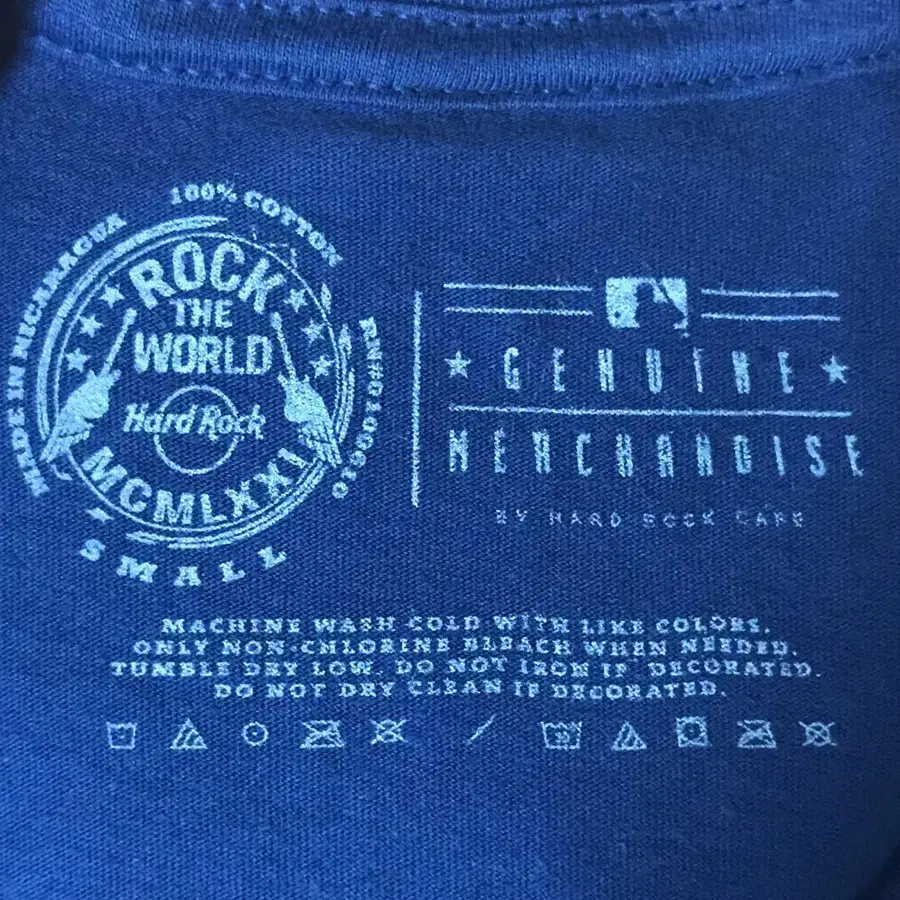 100% COTTON
MADE IN NICARAGUA
RN#0100610
ROCK
THE
WORLD
Hard Rock
MCMLXXI
SMALL
GENUINE
MERCHANDISE
BY HARD ROCK CAFE
MACHINE WASH COLD WITH LIKE COLORS.
ONLY NON-CHLORINE BLEACH WHEN NEEDED.
TUMBLE DRY LOW. DO NOT IRON IF DECORATED.
DO NOT DRY CLEAN IF DECORATED.